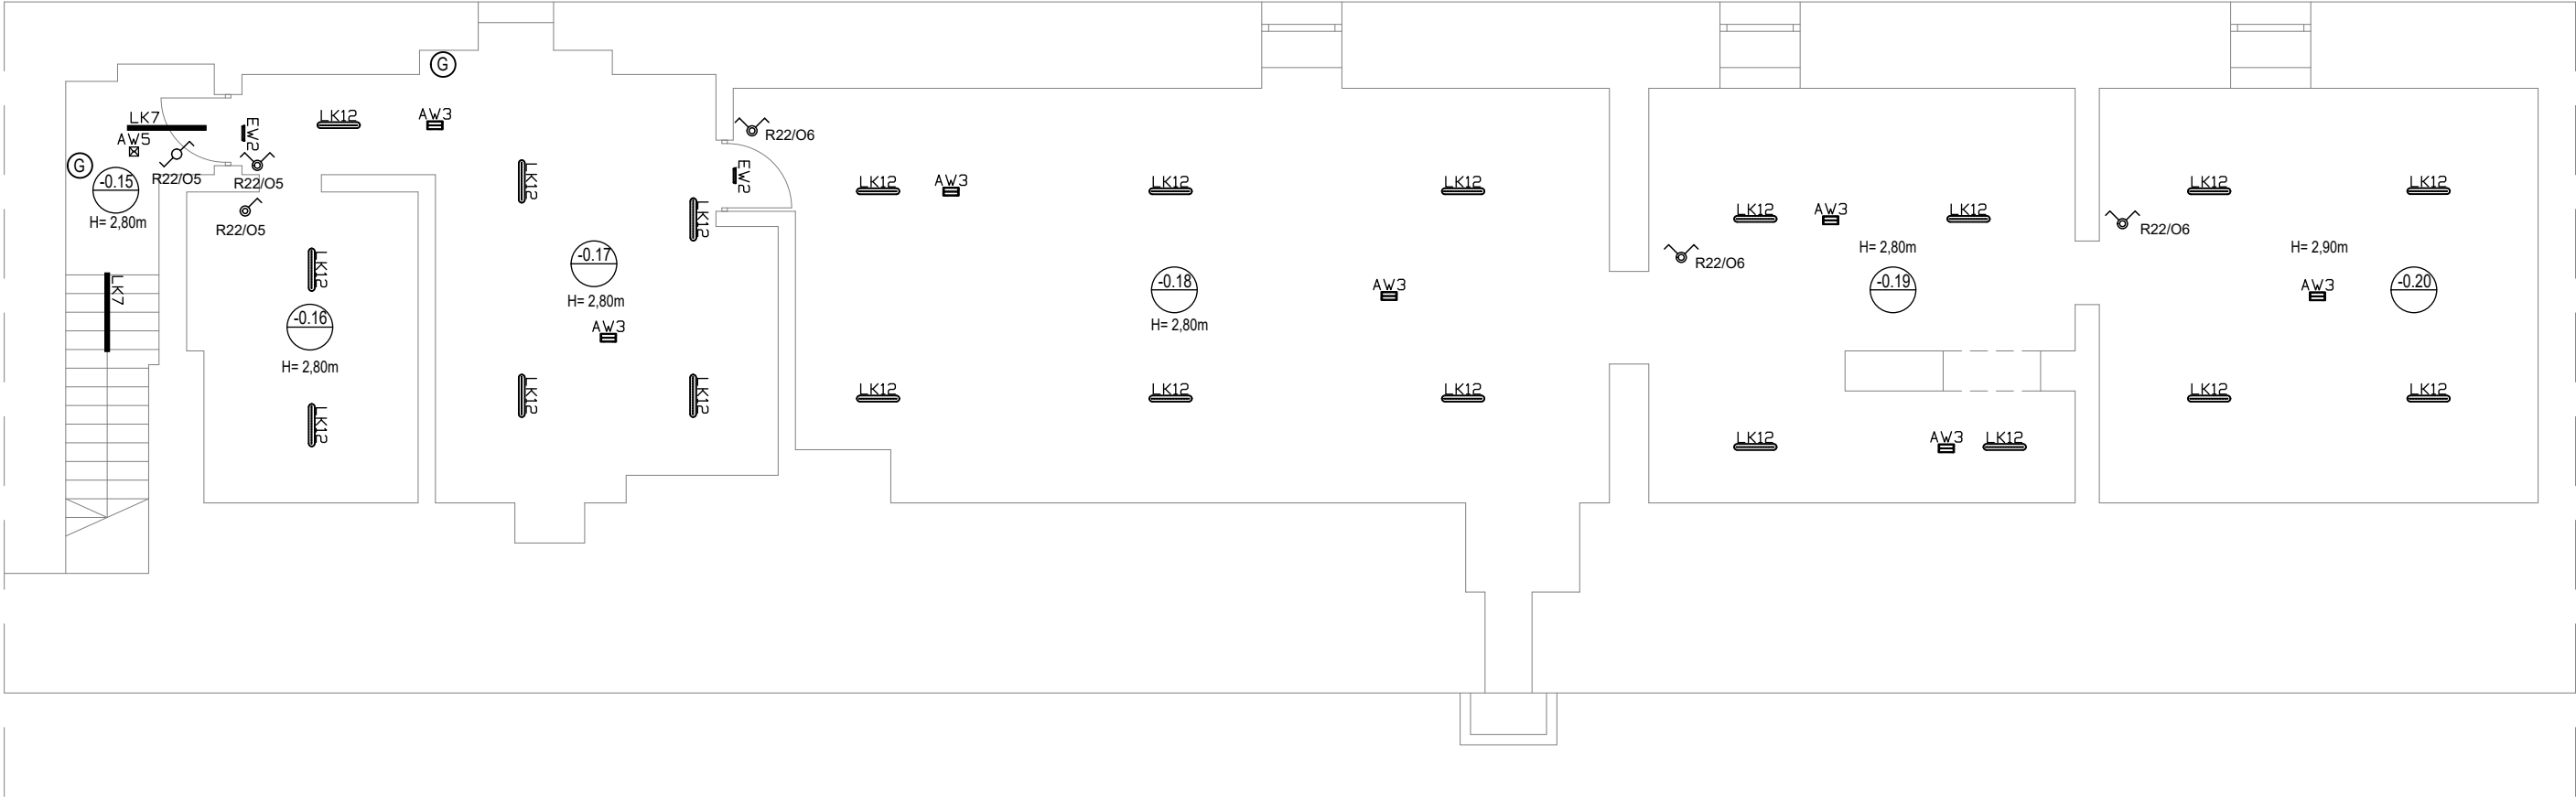 G
LK7
AW5
G
R22/O5
-0.15
H= 2,80m
LK7
EW2
R22/O5
R22/O5
LK12
AW3
LK12
-0.16
H= 2,80m
LK12
LK12
LK12
-0.17
H= 2,80m
AW3
LK12
LK12
EW2
R22/O6
LK12
AW3
LK12
LK12
-0.18
H= 2,80m
AW3
LK12
LK12
LK12
R22/O6
LK12
AW3
LK12
H= 2,80m
-0.19
LK12
AW3
LK12
R22/O6
LK12
LK12
H= 2,90m
AW3
-0.20
LK12
LK12